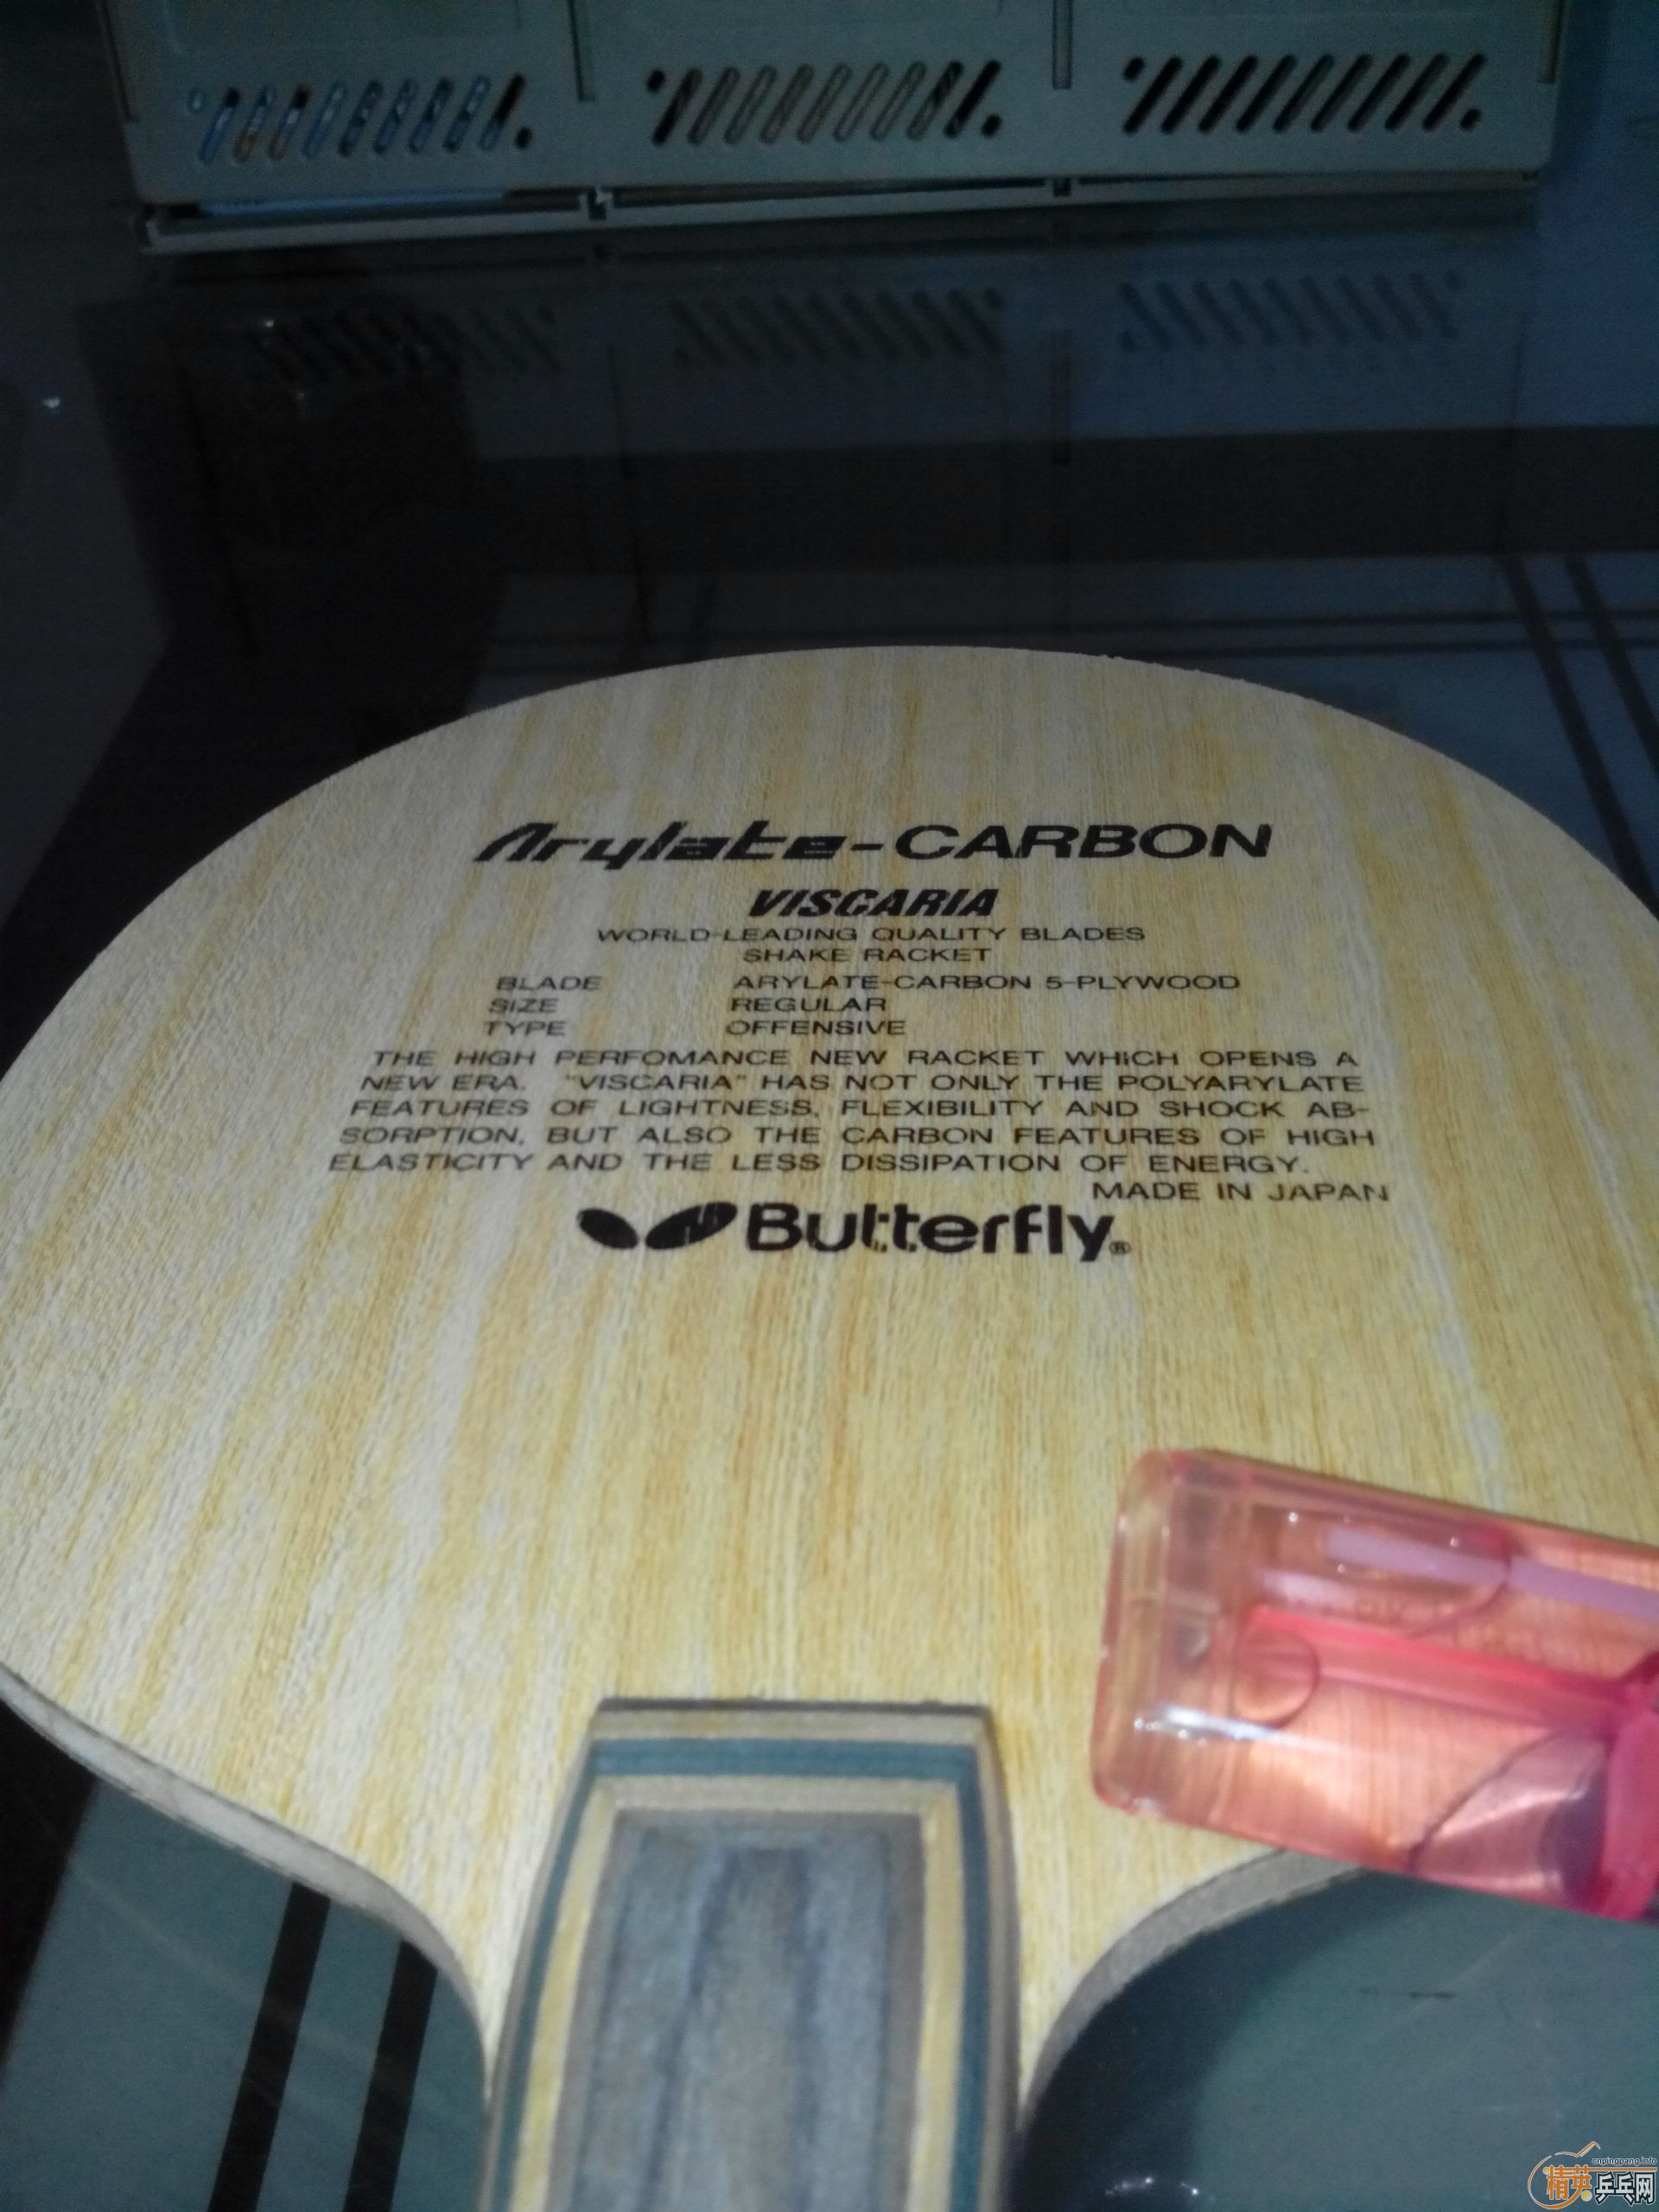 Arylate-CARBON
VISCARIA
WORLD-LEADING QUALITY BLADES
SHAKE RACKET
BLADE ARYLATE-CARBON 5-PLYWOOD
SIZE REGULAR
TYPE OFFENSIVE
THE HIGH PERFOMANCE NEW RACKET WHICH OPENS A
NEW ERA. "VISCARIA" HAS NOT ONLY THE POLYARYLATE
FEATURES OF LIGHTNESS, FLEXIBILITY AND SHOCK AB-
SORPTION, BUT ALSO THE CARBON FEATURES OF HIGH
ELASTICITY AND THE LESS DISSIPATION OF ENERGY.
MADE IN JAPAN
Butterfly®
cnpingpang.info
精英乒乓网